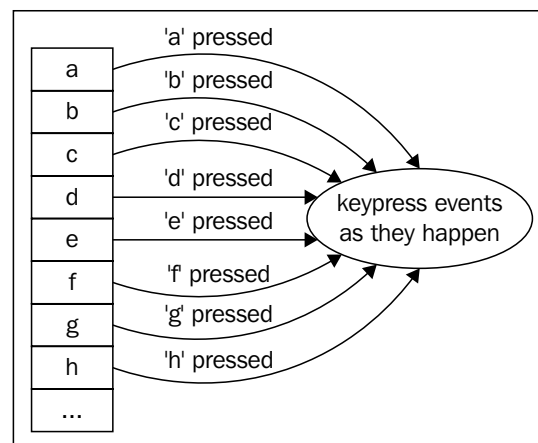 a
'a' pressed
b
'b' pressed
c
'c' pressed
d
'd' pressed
e
'e' pressed
f
'f' pressed
g
'g' pressed
h
'h' pressed
...
keypress events
as they happen